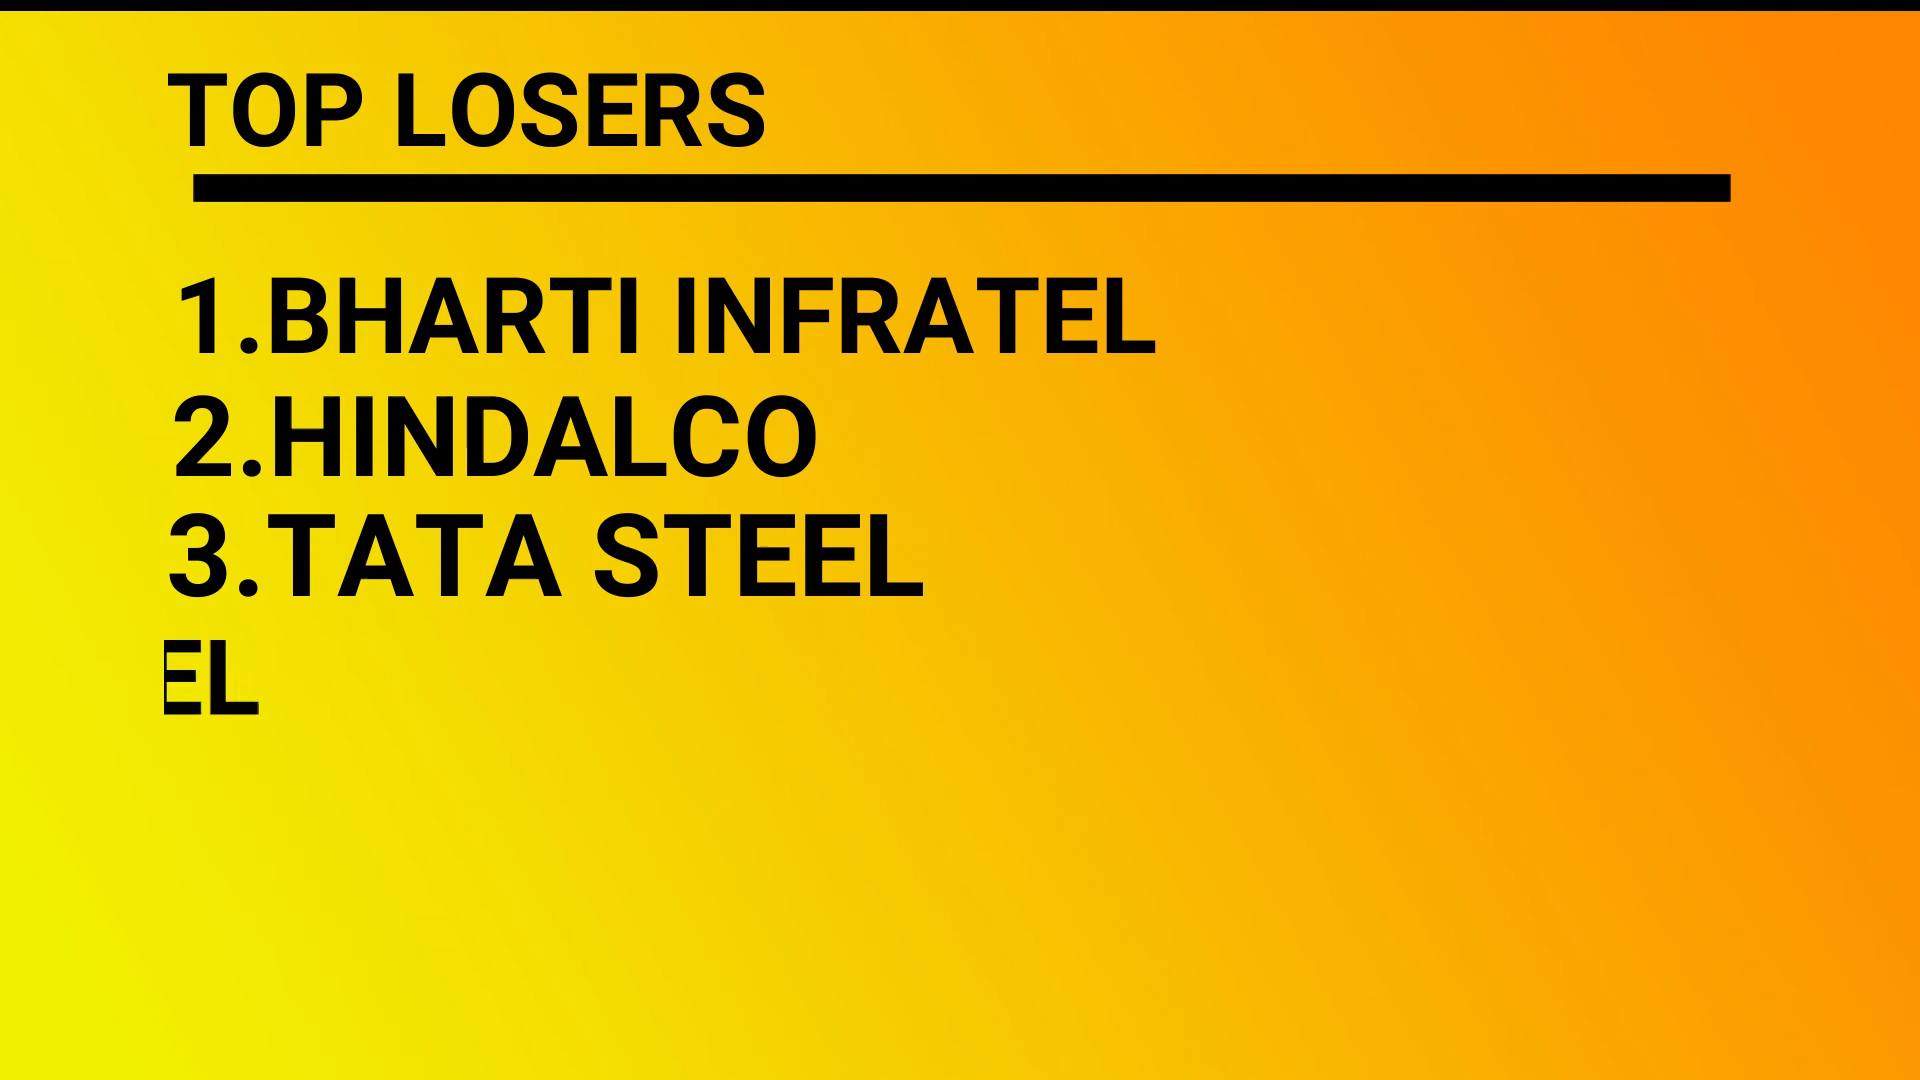 TOP LOSERS
1.BHARTI INFRATEL
2.HINDALCO
3.TATA STEEL
EL